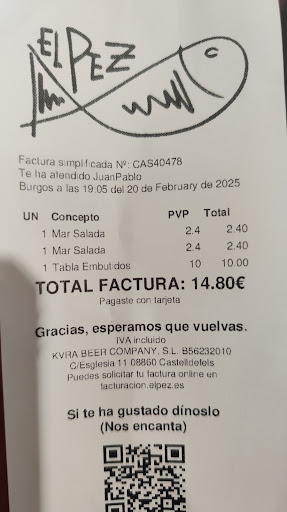 EL PEZ
Factura simplificada Nº: CAS40478
Te ha atendido JuanPablo
Burgos a las 19:05 del 20 de February de 2025
UN Concepto PVP Total
1 Mar Salada 2.4 2.40
1 Mar Salada 2.4 2.40
1 Tabla Embutidos 10 10.00
TOTAL FACTURA: 14.80€
Pagaste con tarjeta
Gracias, esperamos que vuelvas.
IVA incluido
KVRA BEER COMPANY, S.L. B56232010
C/Esglesia 11 08860 Castelldefels
Puedes solicitar tu factura online en
facturacion.elpez.es
Si te ha gustado dínoslo
(Nos encanta)